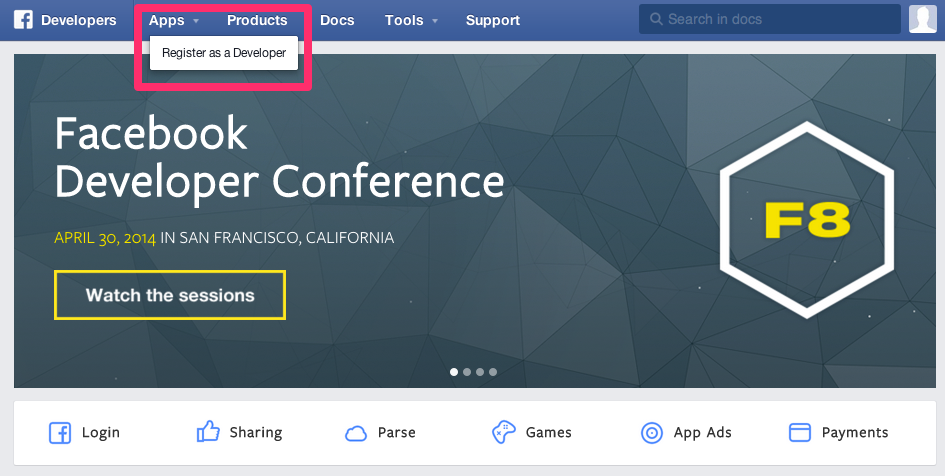 Developers Apps Products Docs Tools Support Search in docs
Register as a Developer
Facebook
Developer Conference
APRIL 30, 2014 IN SAN FRANCISCO, CALIFORNIA
F8
Watch the sessions
Login Sharing Parse Games App Ads Payments